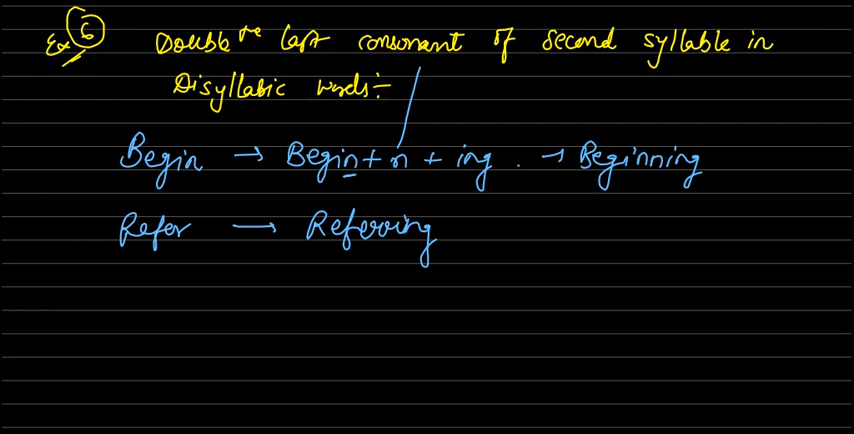 Ex 6 Double the last consonant of second syllable in
Disyllabic words:-
Begin → Begin + n + ing. → Beginning
Refer → Referring